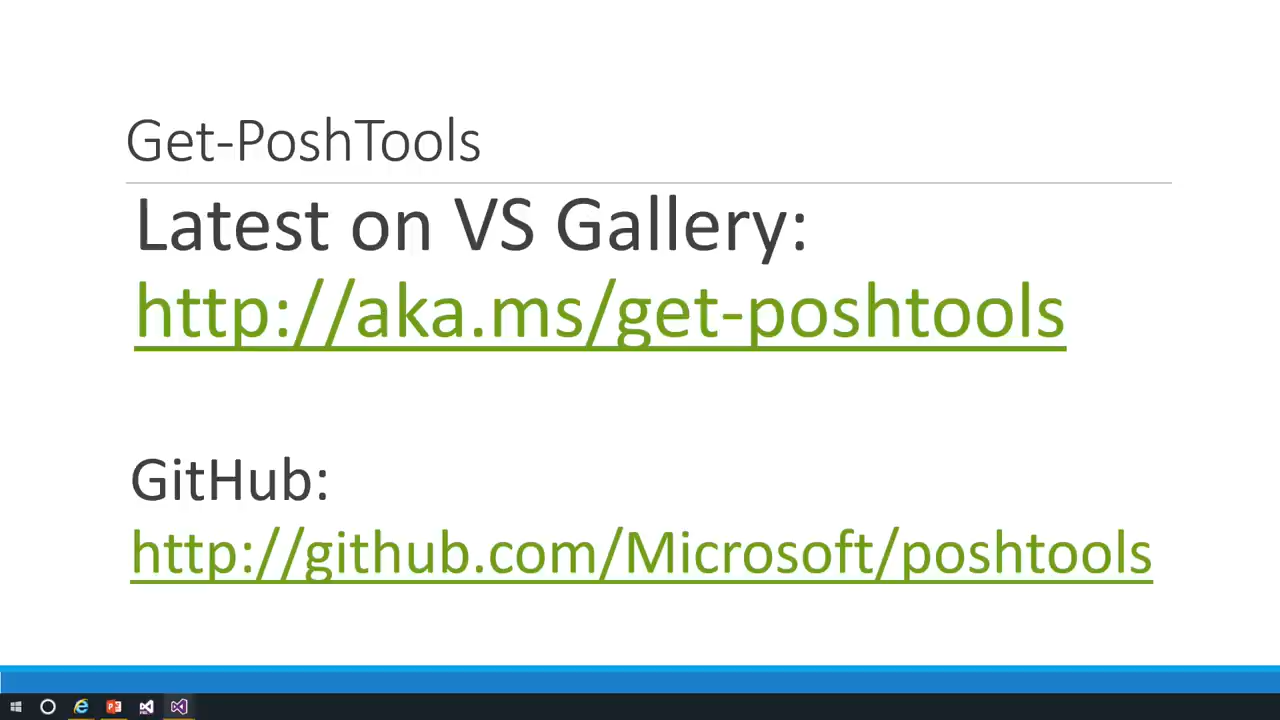 Get-PoshTools
Latest on VS Gallery:
http://aka.ms/get-poshtools
GitHub:
http://github.com/Microsoft/poshtools